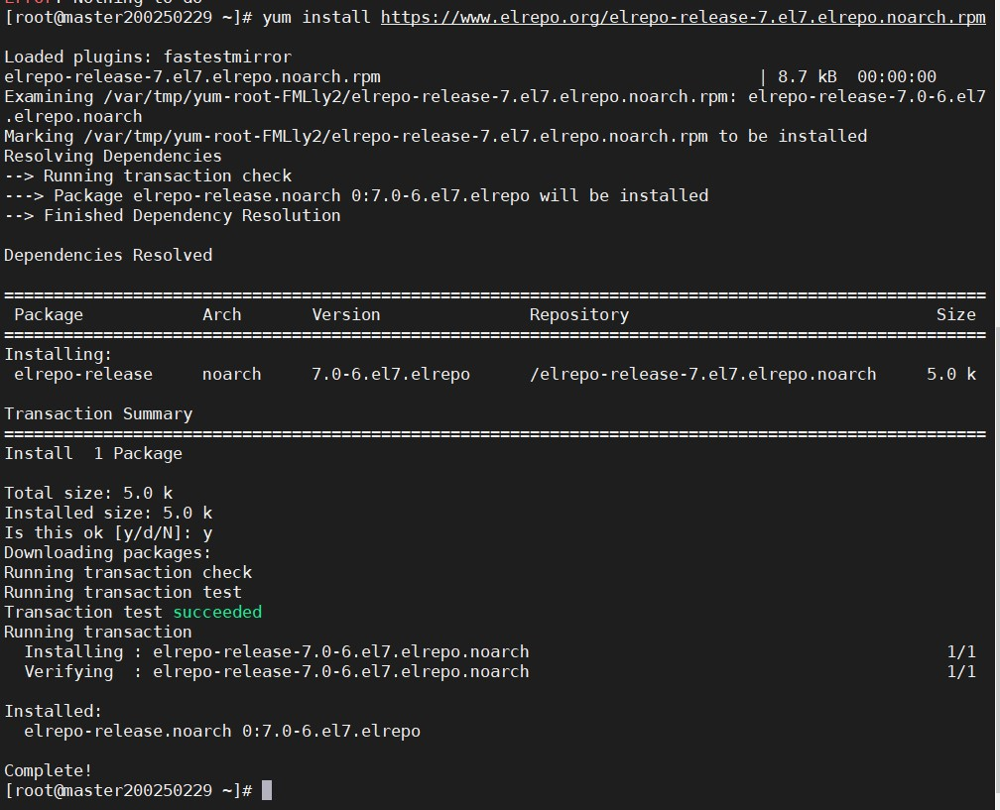 Error: Nothing to do
[root@master200250229 ~]# yum install https://www.elrepo.org/elrepo-release-7.el7.elrepo.noarch.rpm
Loaded plugins: fastestmirror
elrepo-release-7.el7.elrepo.noarch.rpm | 8.7 kB 00:00:00
Examining /var/tmp/yum-root-FMLly2/elrepo-release-7.el7.elrepo.noarch.rpm: elrepo-release-7.0-6.el7
.elrepo.noarch
Marking /var/tmp/yum-root-FMLly2/elrepo-release-7.el7.elrepo.noarch.rpm to be installed
Resolving Dependencies
--> Running transaction check
---> Package elrepo-release.noarch 0:7.0-6.el7.elrepo will be installed
--> Finished Dependency Resolution
Dependencies Resolved
===================================================================================================
Package Arch Version Repository Size
===================================================================================================
Installing:
elrepo-release noarch 7.0-6.el7.elrepo /elrepo-release-7.el7.elrepo.noarch 5.0 k
Transaction Summary
===================================================================================================
Install 1 Package
Total size: 5.0 k
Installed size: 5.0 k
Is this ok [y/d/N]: y
Downloading packages:
Running transaction check
Running transaction test
Transaction test succeeded
Running transaction
Installing : elrepo-release-7.0-6.el7.elrepo.noarch 1/1
Verifying : elrepo-release-7.0-6.el7.elrepo.noarch 1/1
Installed:
elrepo-release.noarch 0:7.0-6.el7.elrepo
Complete!
[root@master200250229 ~]#